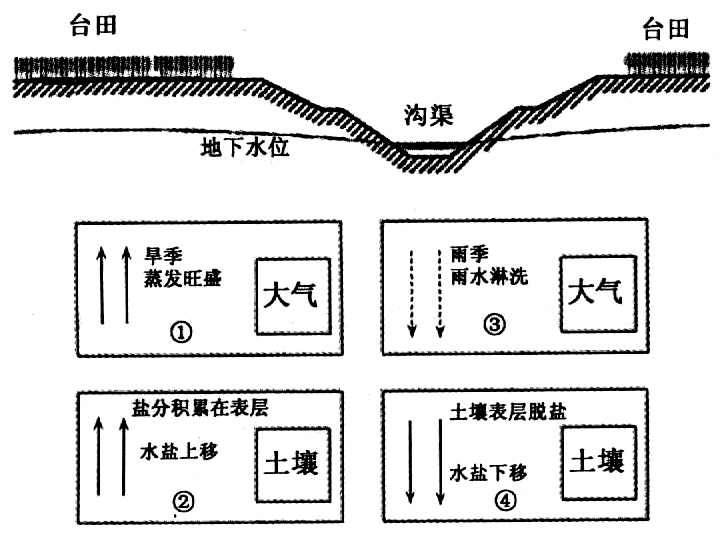 台田
台田
沟渠
地下水位
旱季
蒸发旺盛
大气
①
雨季
雨水淋洗
大气
③
盐分积累在表层
水盐上移
土壤
②
土壤表层脱盐
水盐下移
土壤
④